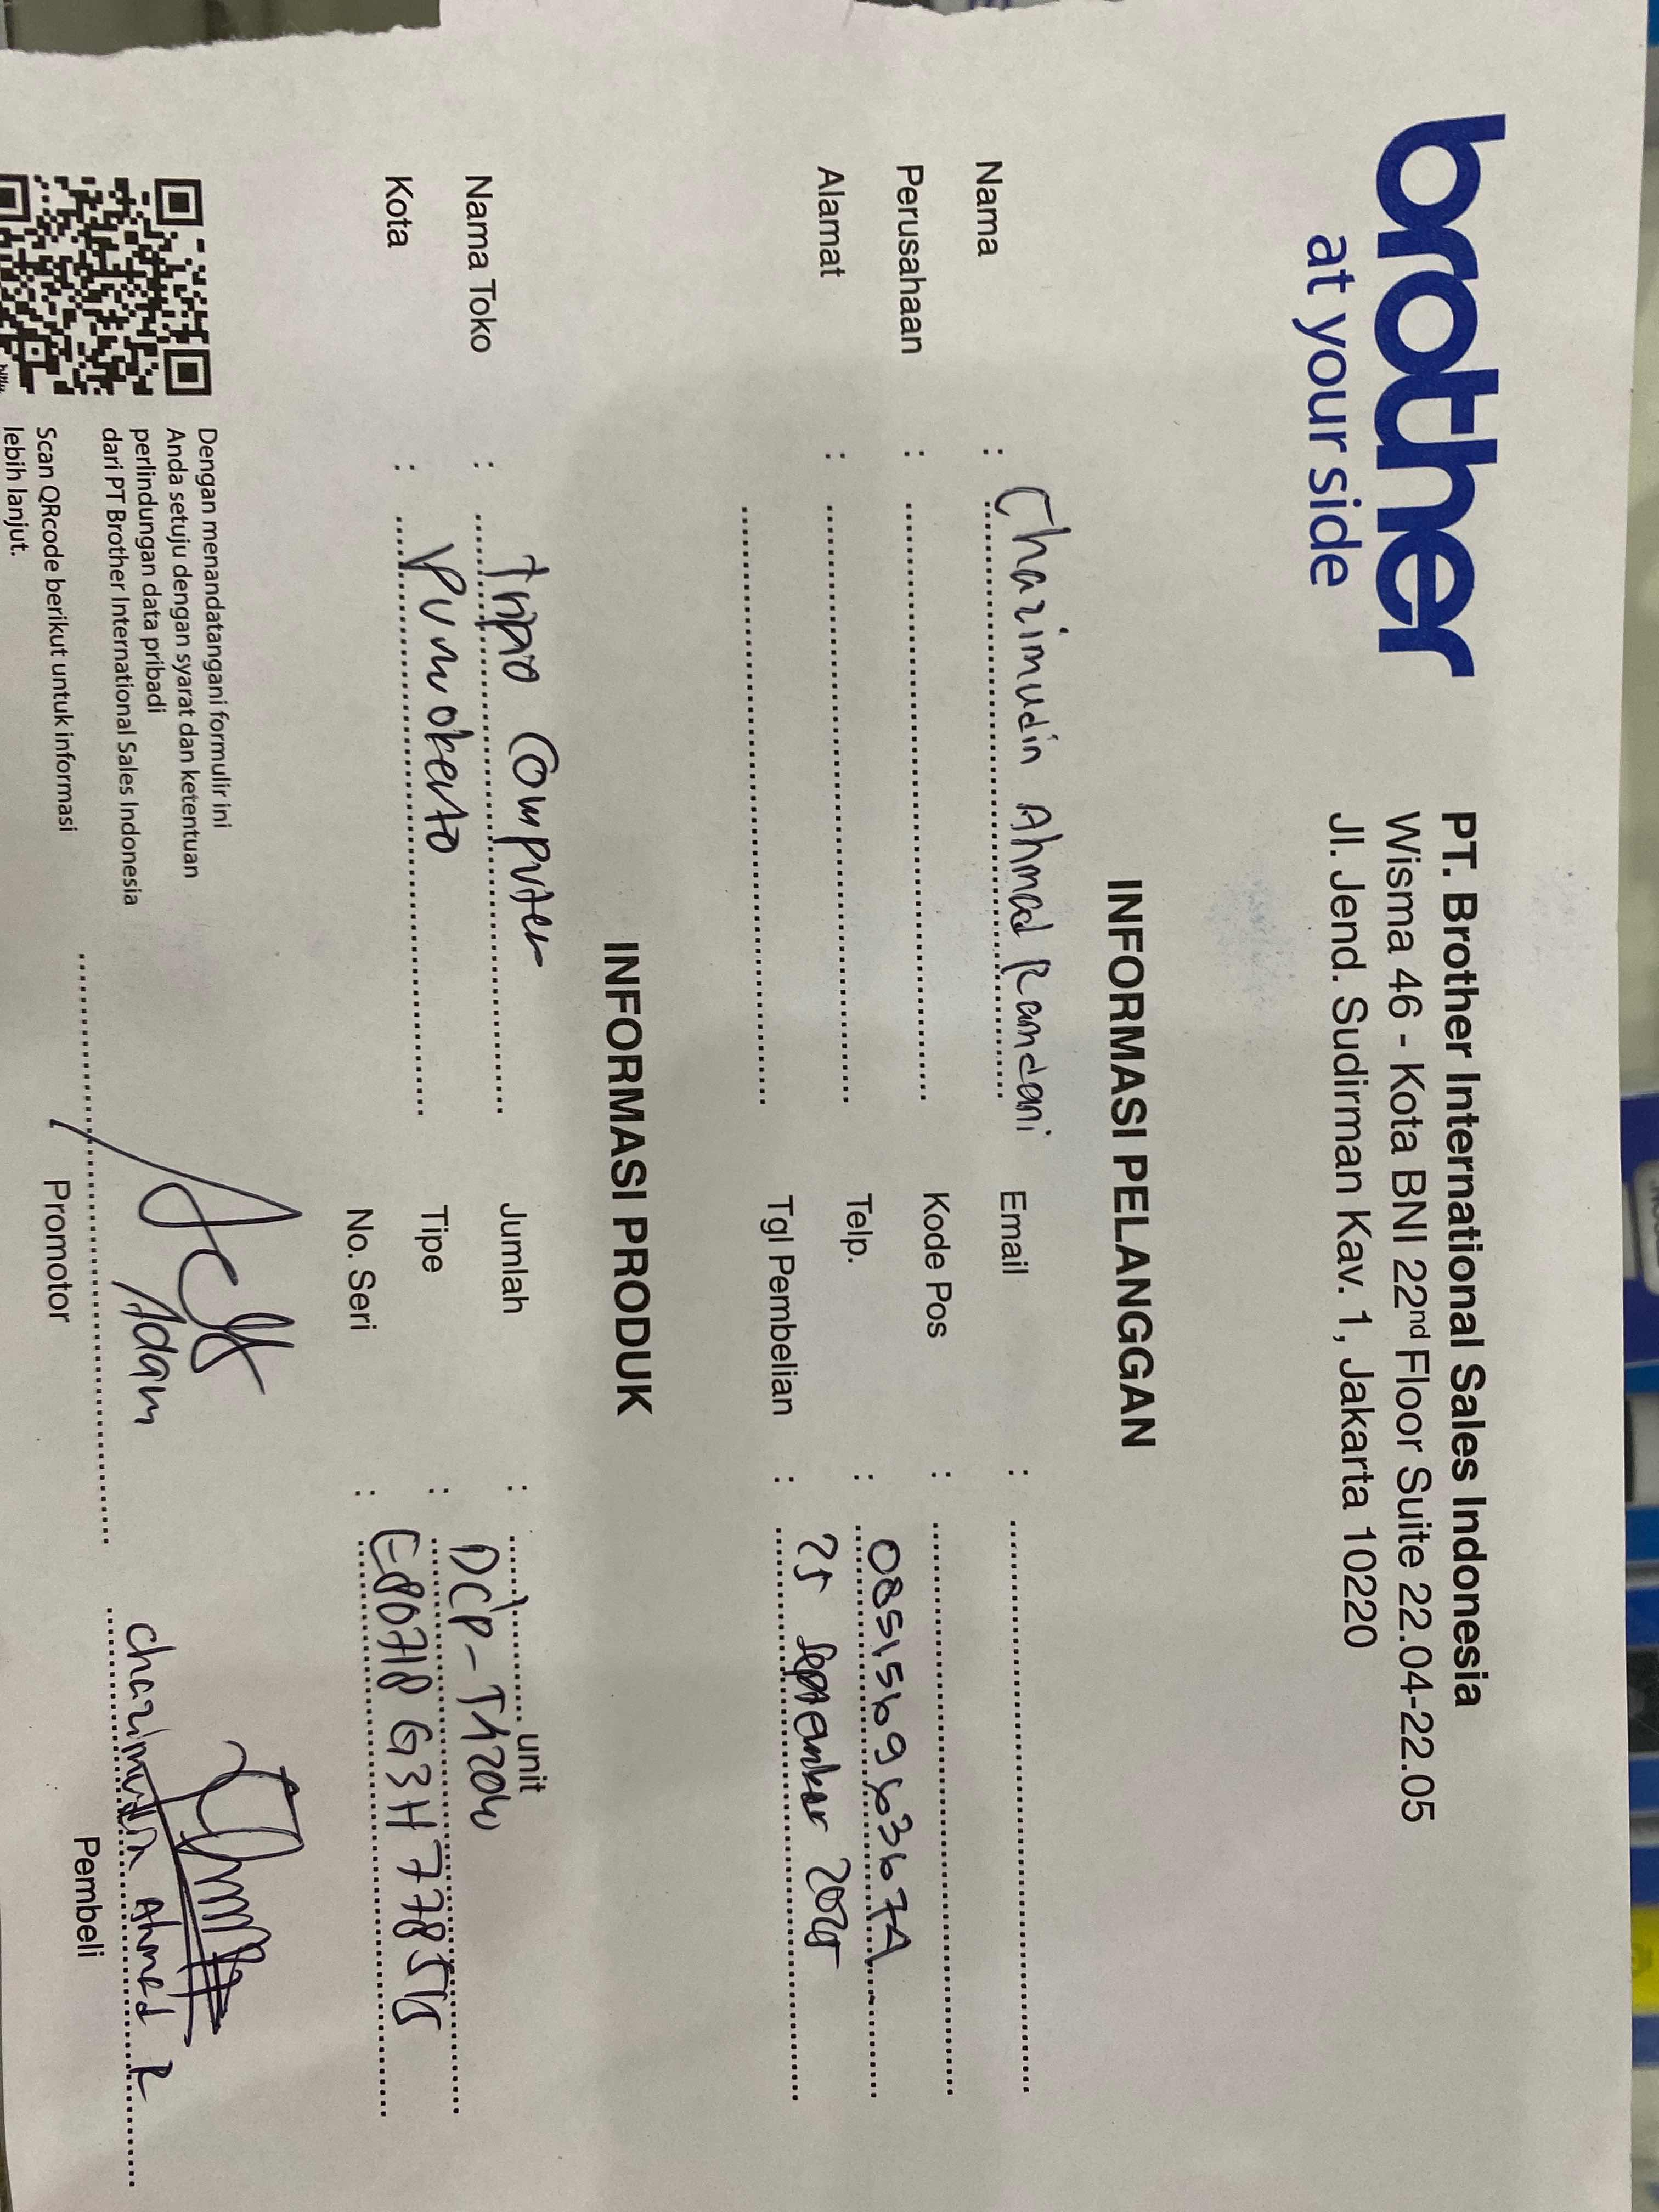 brother
at your side
PT. Brother International Sales Indonesia
Wisma 46 - Kota BNI 22nd Floor Suite 22.04-22.05
Jl. Jend. Sudirman Kav. 1, Jakarta 10220
INFORMASI PELANGGAN
Nama : Chazimudin Ahmad Ramdani
Perusahaan :
Alamat :
Email :
Kode Pos :
Telp. :
Tgl Pembelian : 25 September 2025
INFORMASI PRODUK
Nama Toko : Computer
Kota : Purwokerto
Jumlah : 1 unit
Tipe : DCP-T720W
No. Seri :
Dengan menandatangani formulir ini
Anda setuju dengan syarat dan ketentuan
perlindungan data pribadi
dari PT Brother International Sales Indonesia
Scan QRcode berikut untuk informasi
lebih lanjut.
Adam
Promotor
Chazimudin Ahmad R
Pembeli